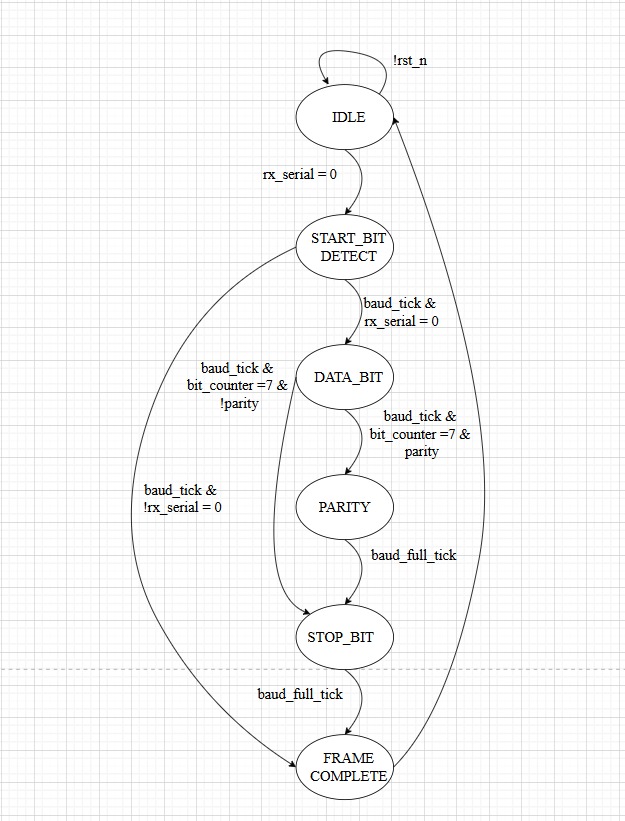 !rst_n
IDLE
rx_serial = 0
START_BIT
DETECT
baud_tick &
rx_serial = 0
baud_tick &
bit_counter =7 &
!parity
DATA_BIT
baud_tick &
bit_counter =7 &
parity
baud_tick &
!rx_serial = 0
PARITY
baud_full_tick
STOP_BIT
baud_full_tick
FRAME
COMPLETE